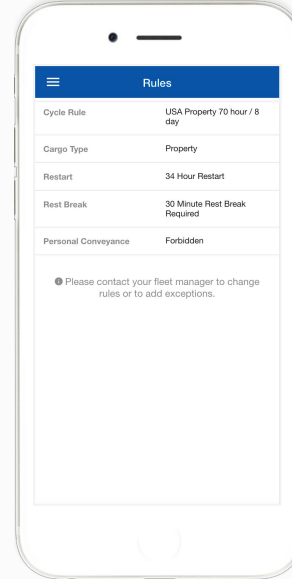 Rules
Cycle Rule USA Property 70 hour / 8
day
Cargo Type Property
Restart 34 Hour Restart
Rest Break 30 Minute Rest Break
Required
Personal Conveyance Forbidden
Please contact your fleet manager to change
rules or to add exceptions.